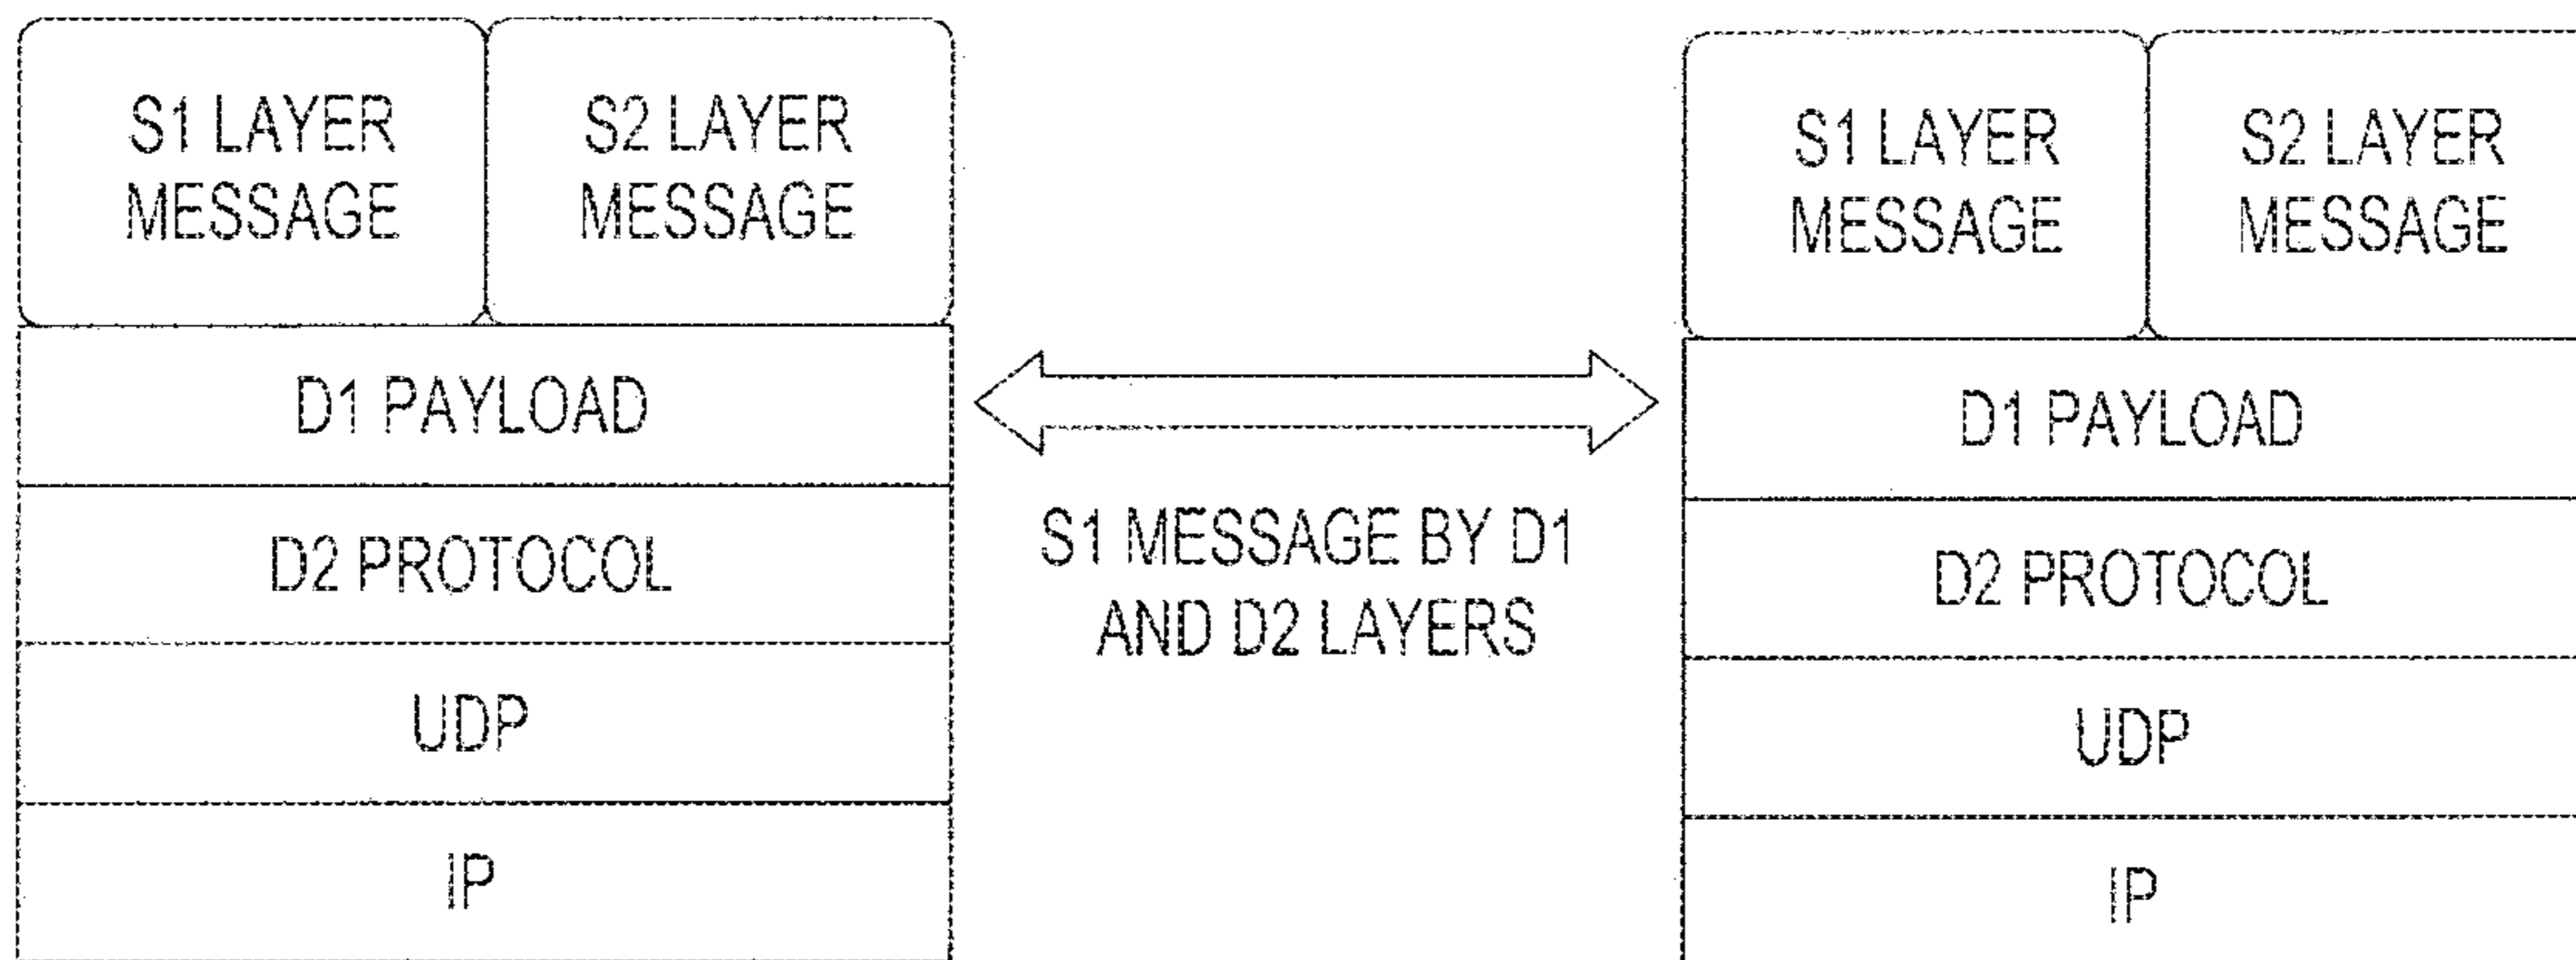 S1 LAYER
MESSAGE
S2 LAYER
MESSAGE
D1 PAYLOAD
D2 PROTOCOL
UDP
IP
S1 MESSAGE BY D1
AND D2 LAYERS
S1 LAYER
MESSAGE
S2 LAYER
MESSAGE
D1 PAYLOAD
D2 PROTOCOL
UDP
IP